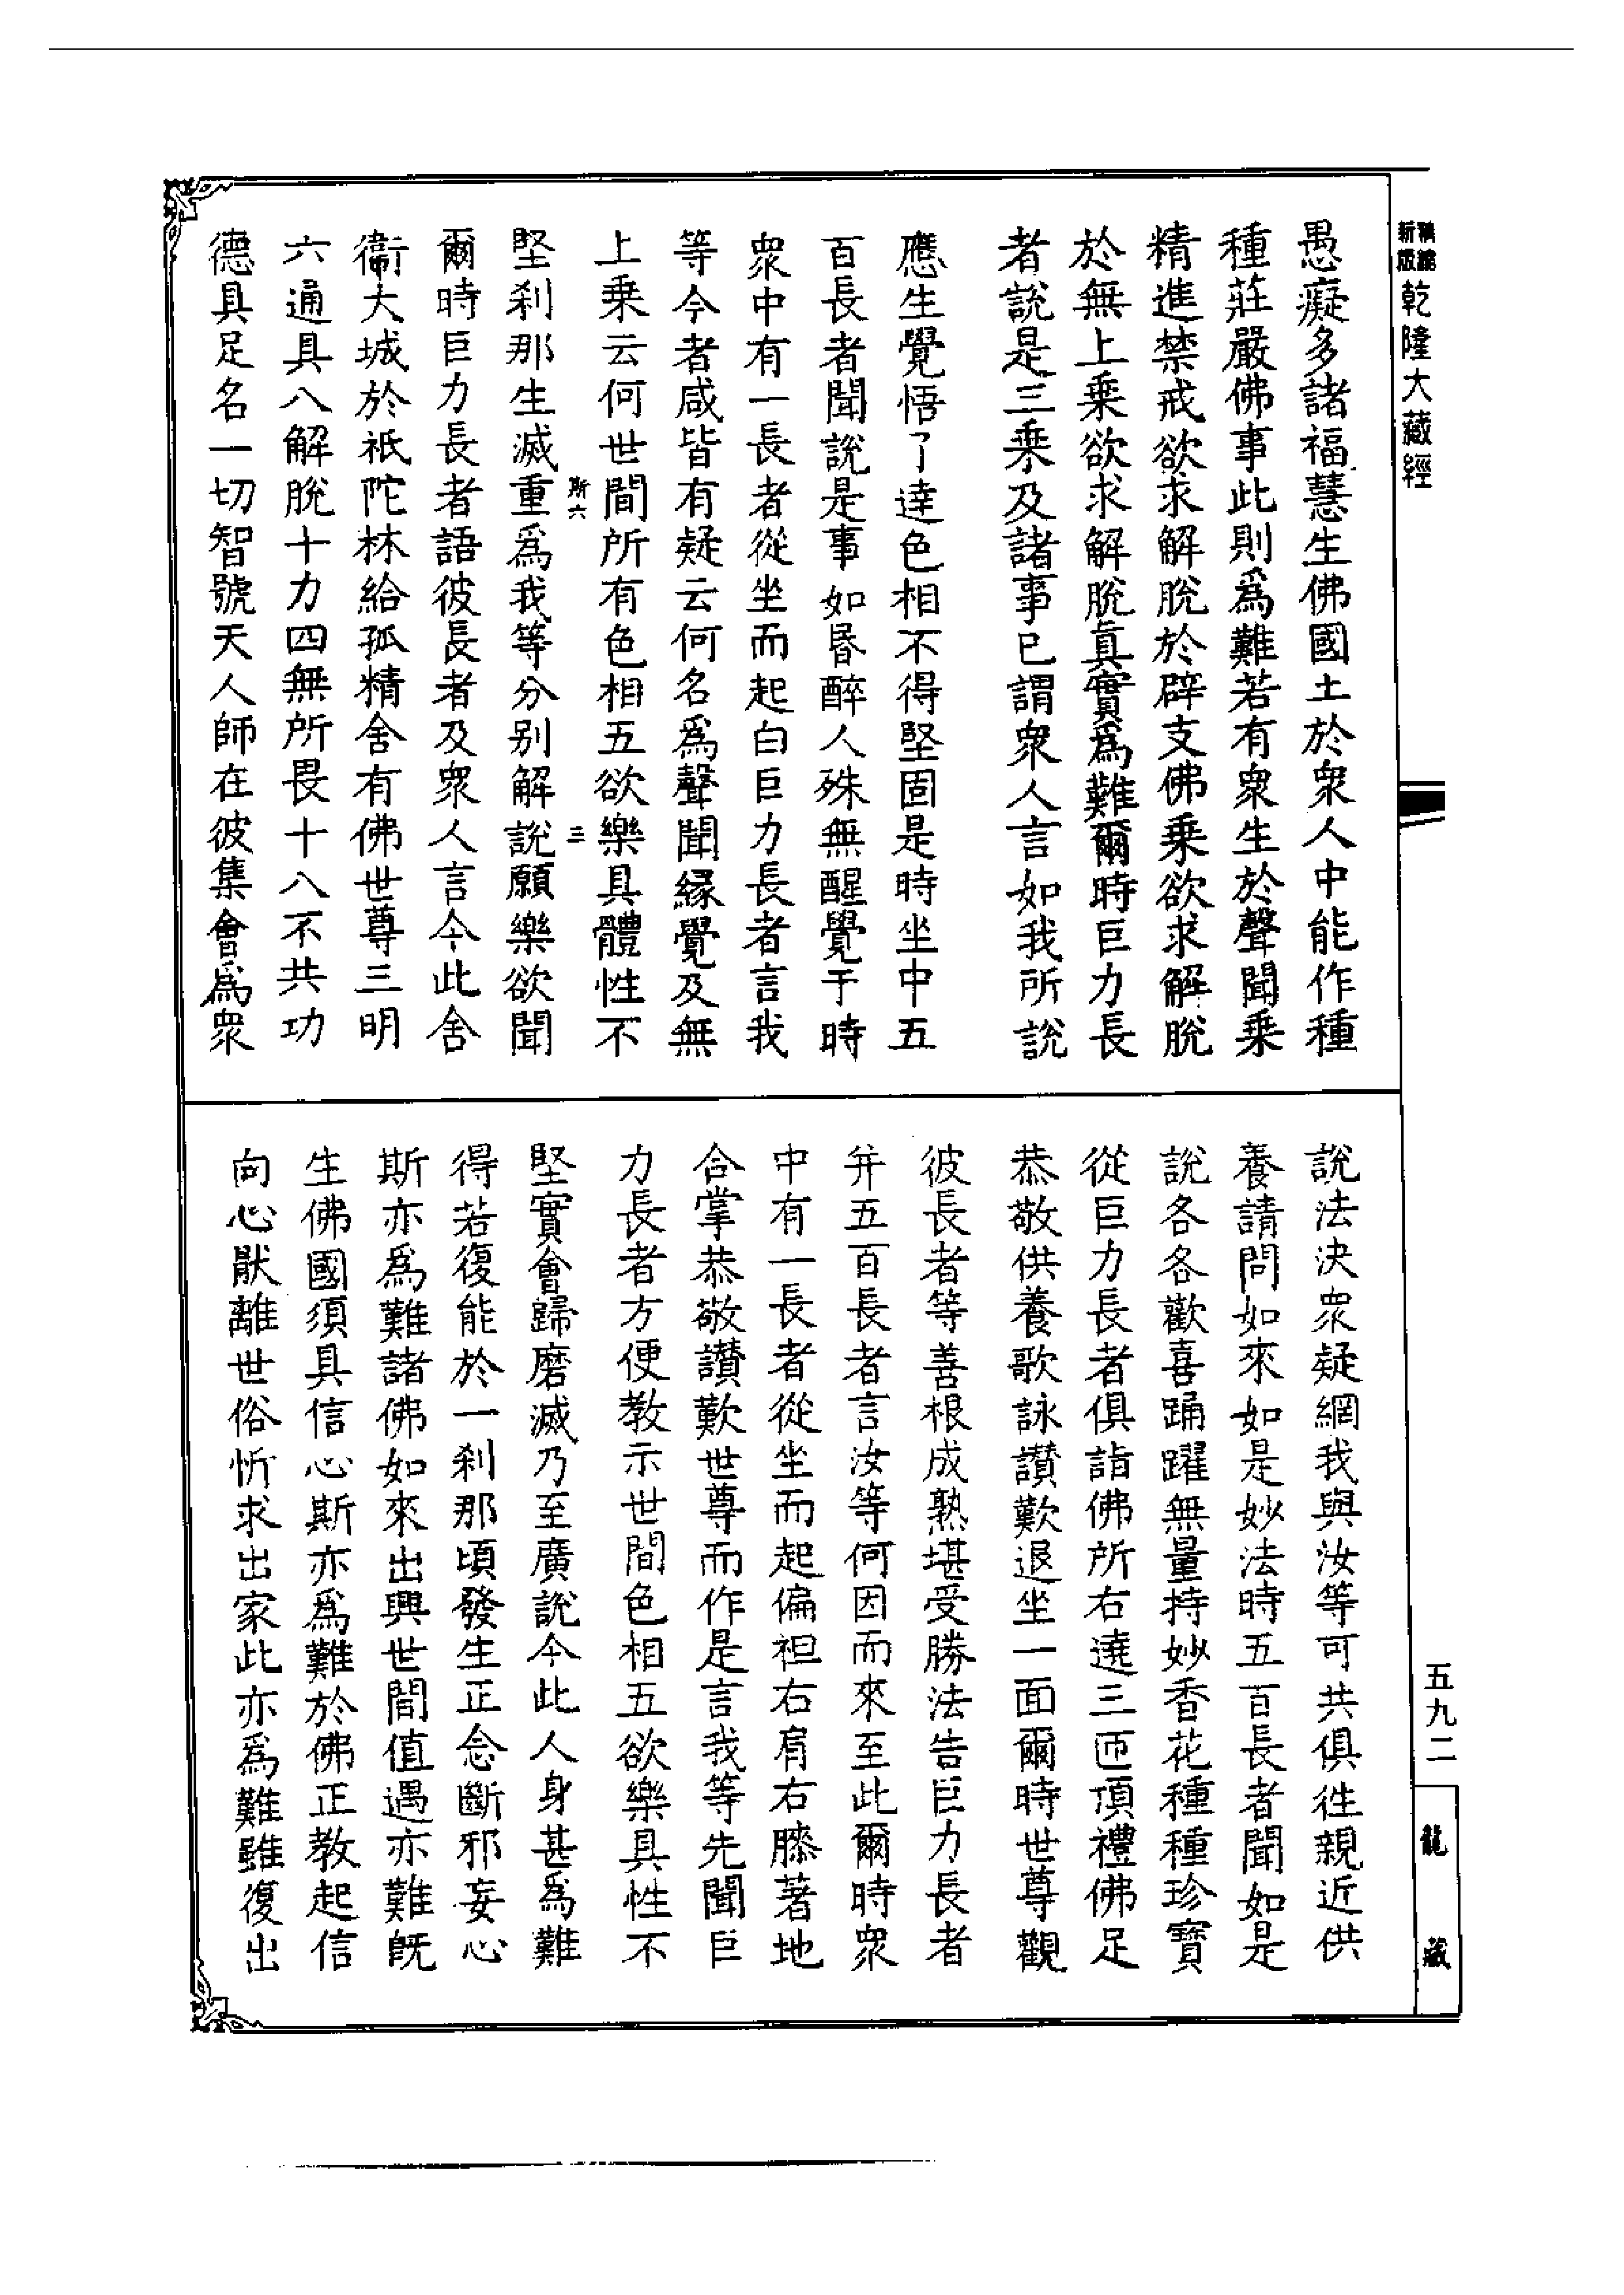 新版
乾隆大藏經
愚癡多諸福慧生佛國土於衆人中能作種
種莊嚴佛事此則爲難若有衆生於聲聞乗
精進禁戒欲求解脫於辟支佛乗欲求解脫
於無上乗欲求解脫真實爲難爾時巨力長
者說是三乗及諸事已謂衆人言如我所說
應生覺悟了達色相不得堅固是時坐中五
百長者聞說是事如昬醉人殊無醒覺于時
衆中有一長者從坐而起白巨力長者言我
等今者咸皆有疑云何名爲聲聞緣覺及無
上乗云何世間所有色相五欲樂具體性不
斯六
三
堅剎那生滅重爲我等分別解說願樂欲聞
爾時巨力長者語彼長者及衆人言今此舍
衞大城於祇陀林給孤精舍有佛世尊三明
六通具八解脫十力四無所畏十八不共功
德具足名一切智號天人師在彼集會爲衆
說法決衆疑網我與汝等可共俱徃親近供
養請問如來如是妙法時五百長者聞如是
說各各歡喜踊躍無量持妙香花種種珍寶
從巨力長者俱詣佛所右遶三匝頂禮佛足
恭敬供養歌詠讃歎退坐一面爾時世尊觀
彼長者等善根成熟堪受勝法告巨力長者
并五百長者言汝等何因而來至此爾時衆
中有一長者從坐而起偏袒右肩右膝著地
合掌恭敬讃歎世尊而作是言我等先聞巨
力長者方便教示世間色相五欲樂具性不
堅實會歸磨滅乃至廣說今此人身甚爲難
得若復能於一剎那頃發生正念斷邪妄心
斯亦爲難諸佛如來出興世間值遇亦難既
生佛國須具信心斯亦爲難於佛正教起信
向心猒離世俗忻求出家此亦爲難雖復出
五九二
龍藏